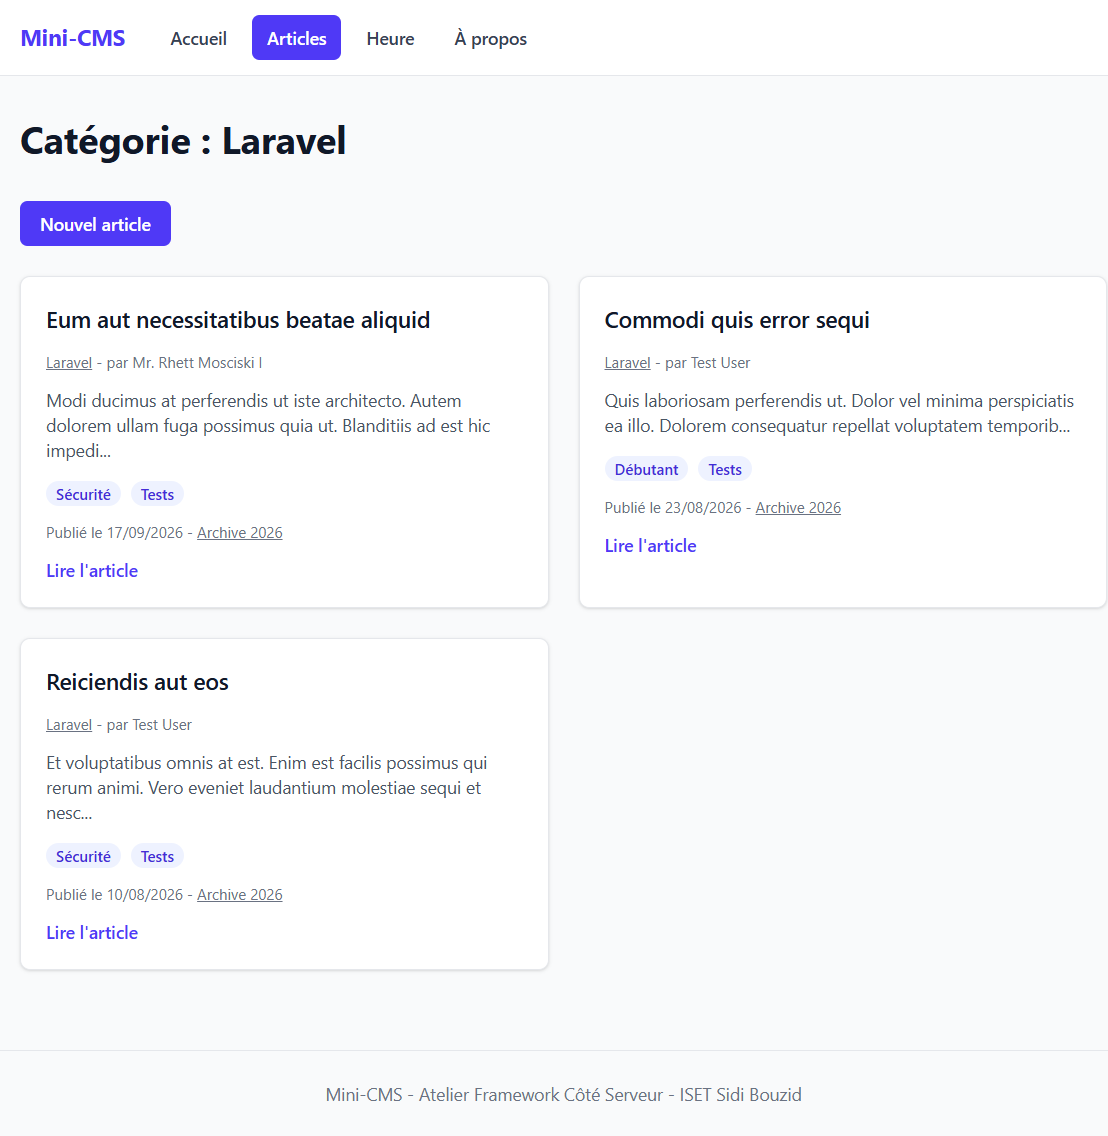 Mini-CMS Accueil Articles Heure À propos
Catégorie : Laravel
Nouvel article
Eum aut necessitatibus beatae aliquid
Laravel - par Mr. Rhett Mosciski I
Modi ducimus at perferendis ut iste architecto. Autem
dolorem ullam fuga possimus quia ut. Blanditiis ad est hic
impedi...
Sécurité Tests
Publié le 17/09/2026 - Archive 2026
Lire l'article
Commodi quis error sequi
Laravel - par Test User
Quis laboriosam perferendis ut. Dolor vel minima perspiciatis
ea illo. Dolorem consequatur repellat voluptatem temporib...
Débutant Tests
Publié le 23/08/2026 - Archive 2026
Lire l'article
Reiciendis aut eos
Laravel - par Test User
Et voluptatibus omnis at est. Enim est facilis possimus qui
rerum animi. Vero eveniet laudantium molestiae sequi et
nesc...
Sécurité Tests
Publié le 10/08/2026 - Archive 2026
Lire l'article
Mini-CMS - Atelier Framework Côté Serveur - ISET Sidi Bouzid